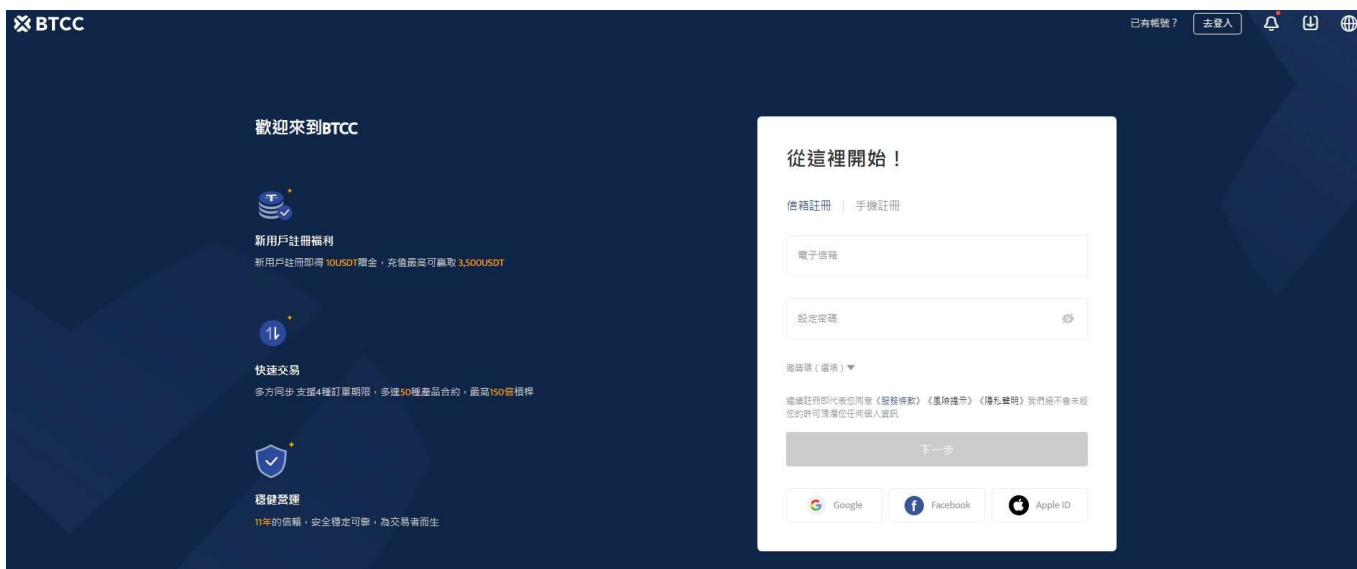 BTCC
已有帳號？ 去登入
歡迎來到BTCC
新用戶註冊福利
新用戶註冊即得 10USDT贈金，充值最高可贏取 3,500USDT
快速交易
多方同步 支援4種訂單期限，多達50種產品合約，最高150倍槓桿
穩健營運
11年的信賴，安全穩定可靠，為交易者而生
從這裡開始！
信箱註冊 | 手機註冊
電子信箱
設定密碼
邀請碼（選填）▼
繼續註冊即代表您同意《服務條款》《風險提示》《隱私聲明》我們絕不會未經
您的許可洩漏您任何個人資訊
下一步
Google Facebook Apple ID